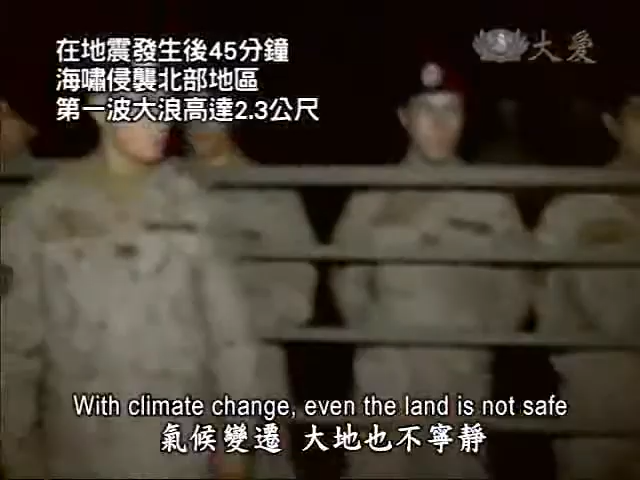 在地震發生後45分鐘
海嘯侵襲北部地區
第一波大浪高達2.3公尺
大愛
With climate change, even the land is not safe
氣候變遷 大地也不寧靜